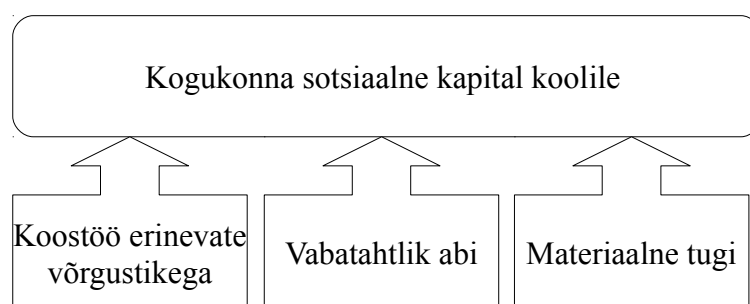 Kogukonna sotsiaalne kapital koolile
Koostöö erinevate
võrgustikega
Vabatahtlik abi
Materiaalne tugi